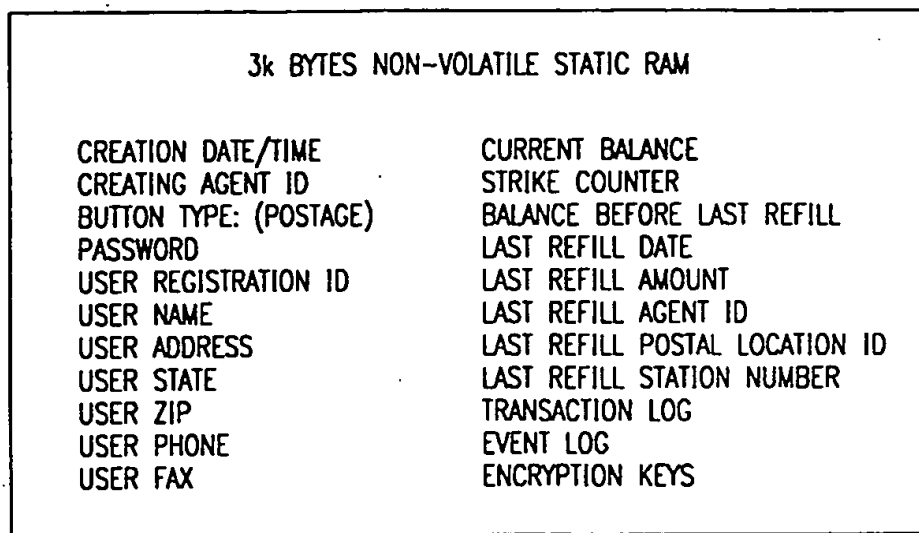 3k BYTES NON-VOLATILE STATIC RAM
CREATION DATE/TIME
CREATING AGENT ID
BUTTON TYPE: (POSTAGE)
PASSWORD
USER REGISTRATION ID
USER NAME
USER ADDRESS
USER STATE
USER ZIP
USER PHONE
USER FAX
CURRENT BALANCE
STRIKE COUNTER
BALANCE BEFORE LAST REFILL
LAST REFILL DATE
LAST REFILL AMOUNT
LAST REFILL AGENT ID
LAST REFILL POSTAL LOCATION ID
LAST REFILL STATION NUMBER
TRANSACTION LOG
EVENT LOG
ENCRYPTION KEYS